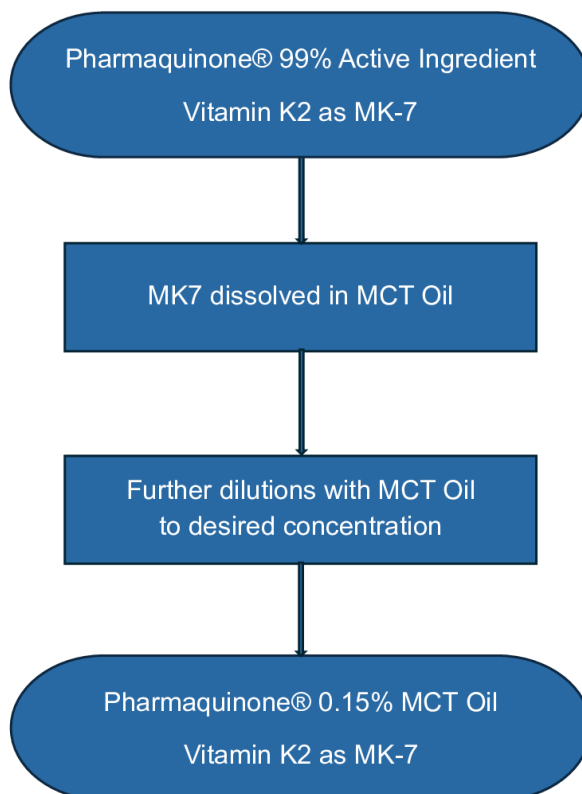 Pharmaquinone® 99% Active Ingredient
Vitamin K2 as MK-7
MK7 dissolved in MCT Oil
Further dilutions with MCT Oil
to desired concentration
Pharmaquinone® 0.15% MCT Oil
Vitamin K2 as MK-7